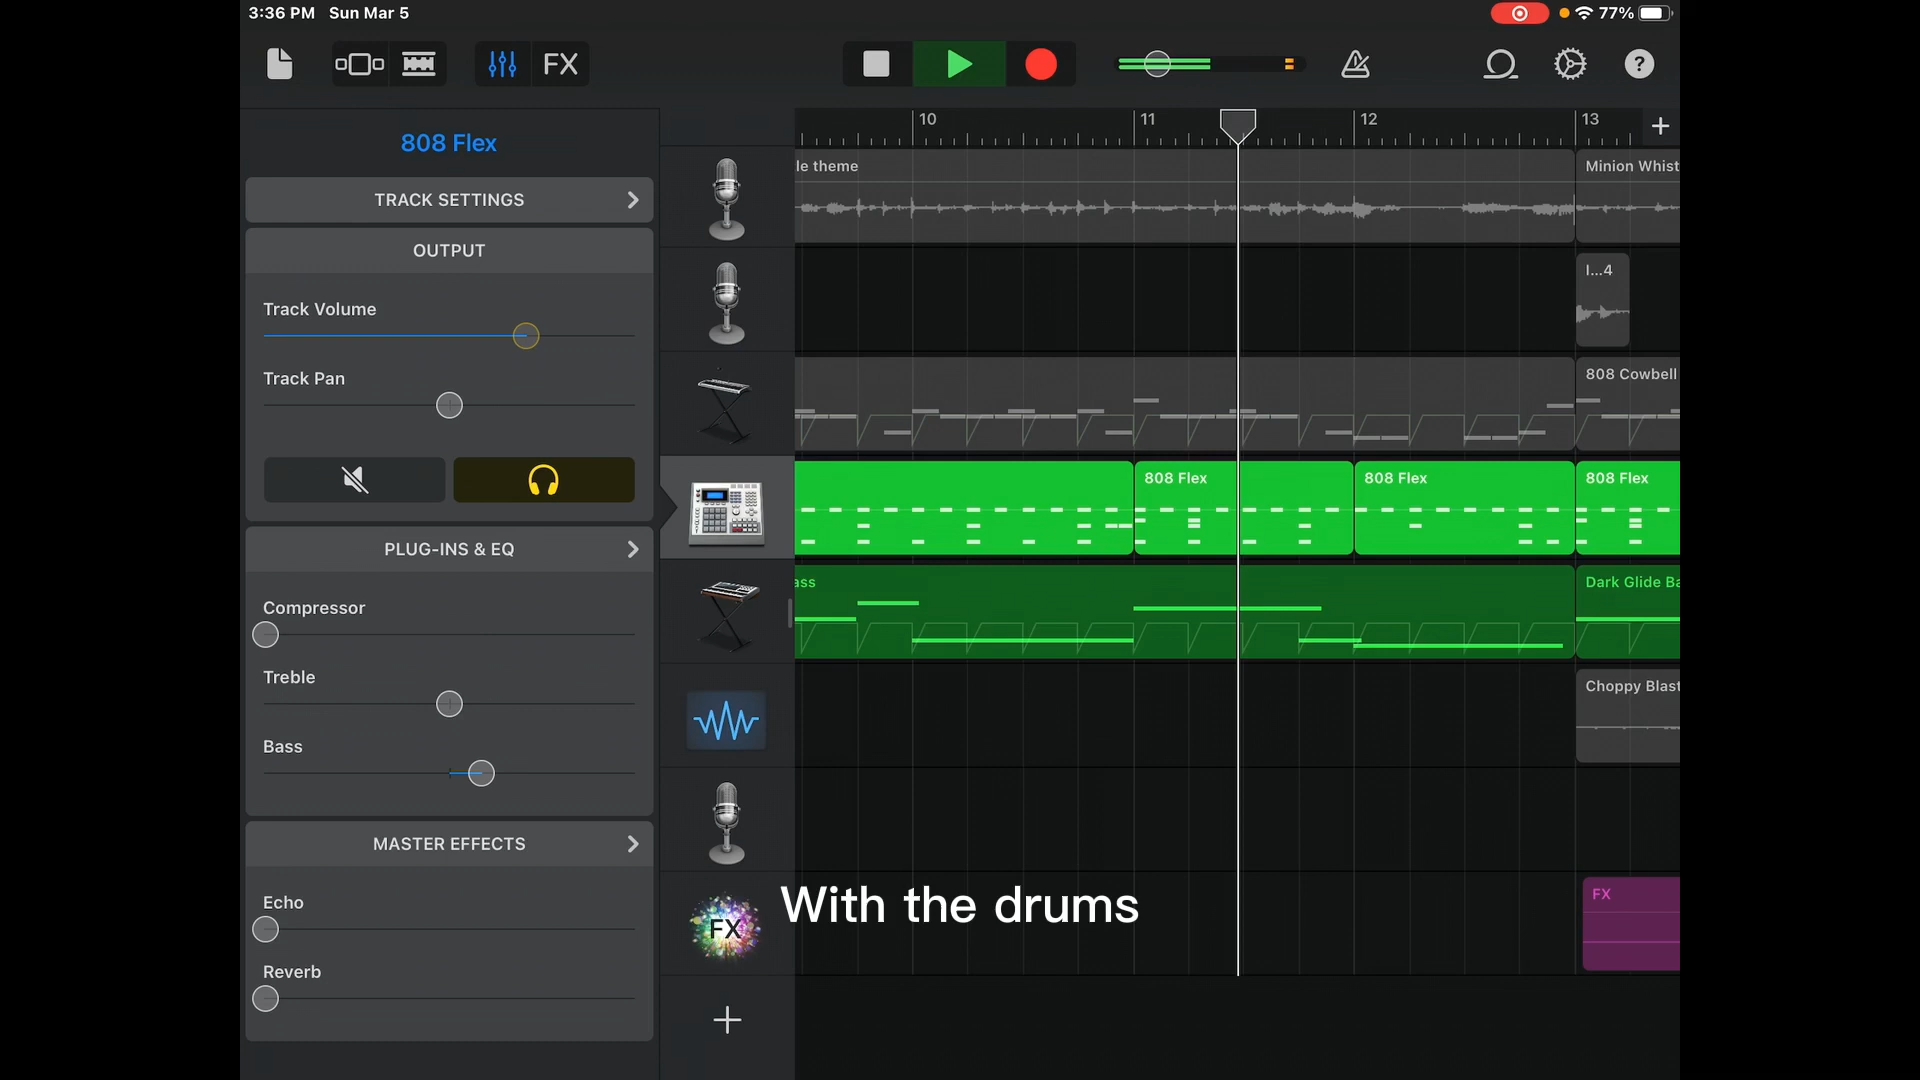 3:36 PM Sun Mar 5
77%
FX
10
11
12
13
808 Flex
TRACK SETTINGS
OUTPUT
Track Volume
Track Pan
PLUG-INS & EQ
Compressor
Treble
Bass
MASTER EFFECTS
Echo
Reverb
le theme
Minion Whist
I...4
808 Cowbell
808 Flex
808 Flex
808 Flex
ass
Dark Glide Ba
Choppy Blast
FX
FX
With the drums